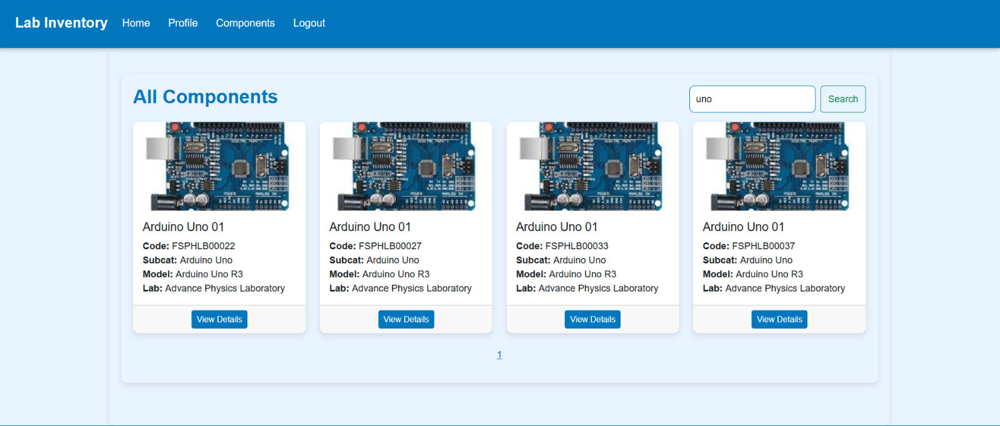 Lab Inventory Home Profile Components Logout
All Components
uno Search
Arduino Uno 01
Code: FSPHLB00022
Subcat: Arduino Uno
Model: Arduino Uno R3
Lab: Advance Physics Laboratory
View Details
Arduino Uno 01
Code: FSPHLB00027
Subcat: Arduino Uno
Model: Arduino Uno R3
Lab: Advance Physics Laboratory
View Details
Arduino Uno 01
Code: FSPHLB00033
Subcat: Arduino Uno
Model: Arduino Uno R3
Lab: Advance Physics Laboratory
View Details
Arduino Uno 01
Code: FSPHLB00037
Subcat: Arduino Uno
Model: Arduino Uno R3
Lab: Advance Physics Laboratory
View Details
1